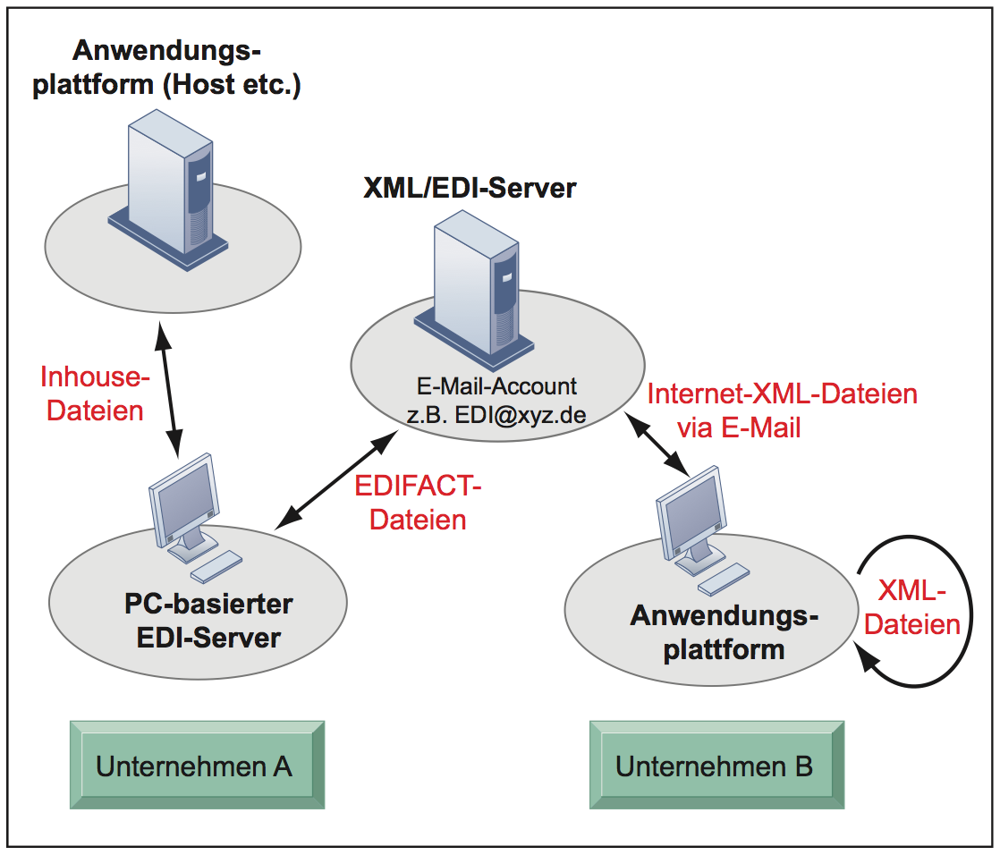 Anwendungs-
plattform (Host etc.)
XML/EDI-Server
E-Mail-Account
z.B. EDI@xyz.de
Inhouse-
Dateien
Internet-XML-Dateien
via E-Mail
EDIFACT-
Dateien
PC-basierter
EDI-Server
Anwendungs-
plattform
XML-
Dateien
Unternehmen A
Unternehmen B